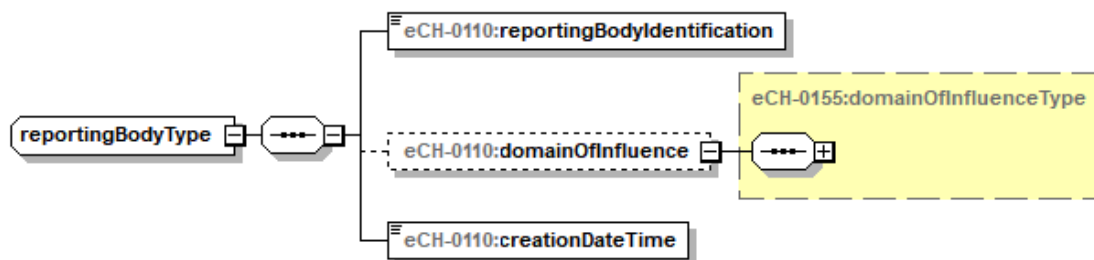 eCH-0110:reportingBodyIdentification
eCH-0155:domainOfInfluenceType
reportingBodyType
eCH-0110:domainOfInfluence
eCH-0110:creationDateTime